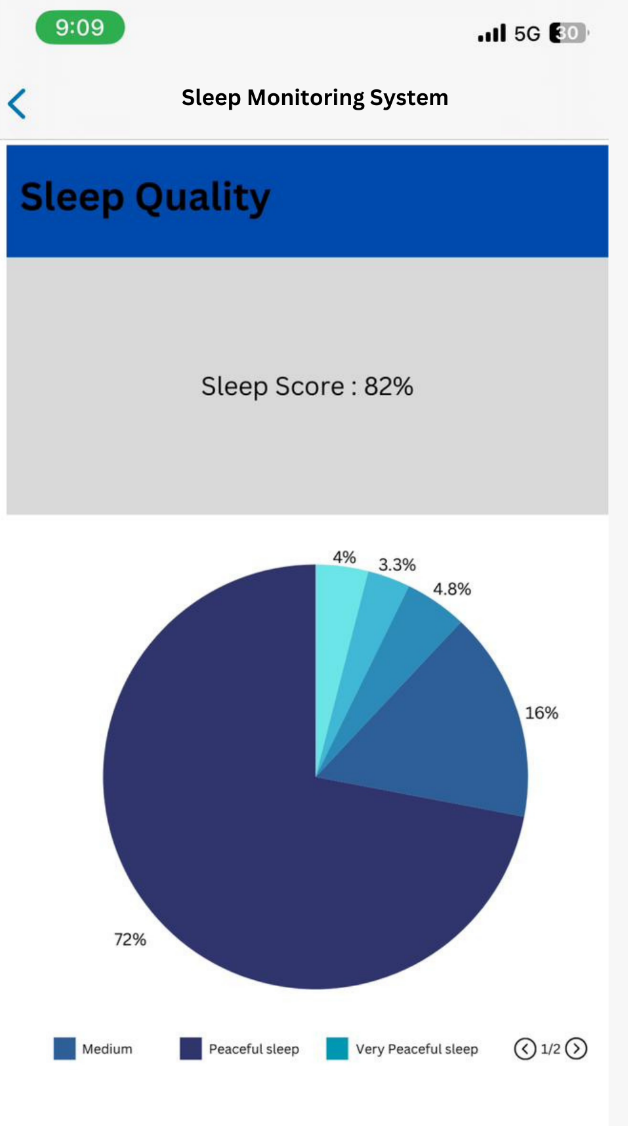 9:09
5G 30
Sleep Monitoring System
Sleep Quality
Sleep Score : 82%
4%
3.3%
4.8%
16%
72%
Medium Peaceful sleep Very Peaceful sleep 1/2